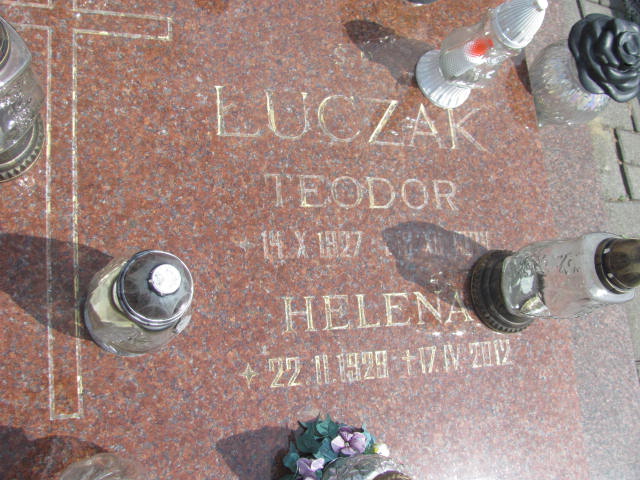 Ś.P.
ŁUCZAK
TEODOR
14.X.1927
HELENA
22.II.1929 +17.IV 2012